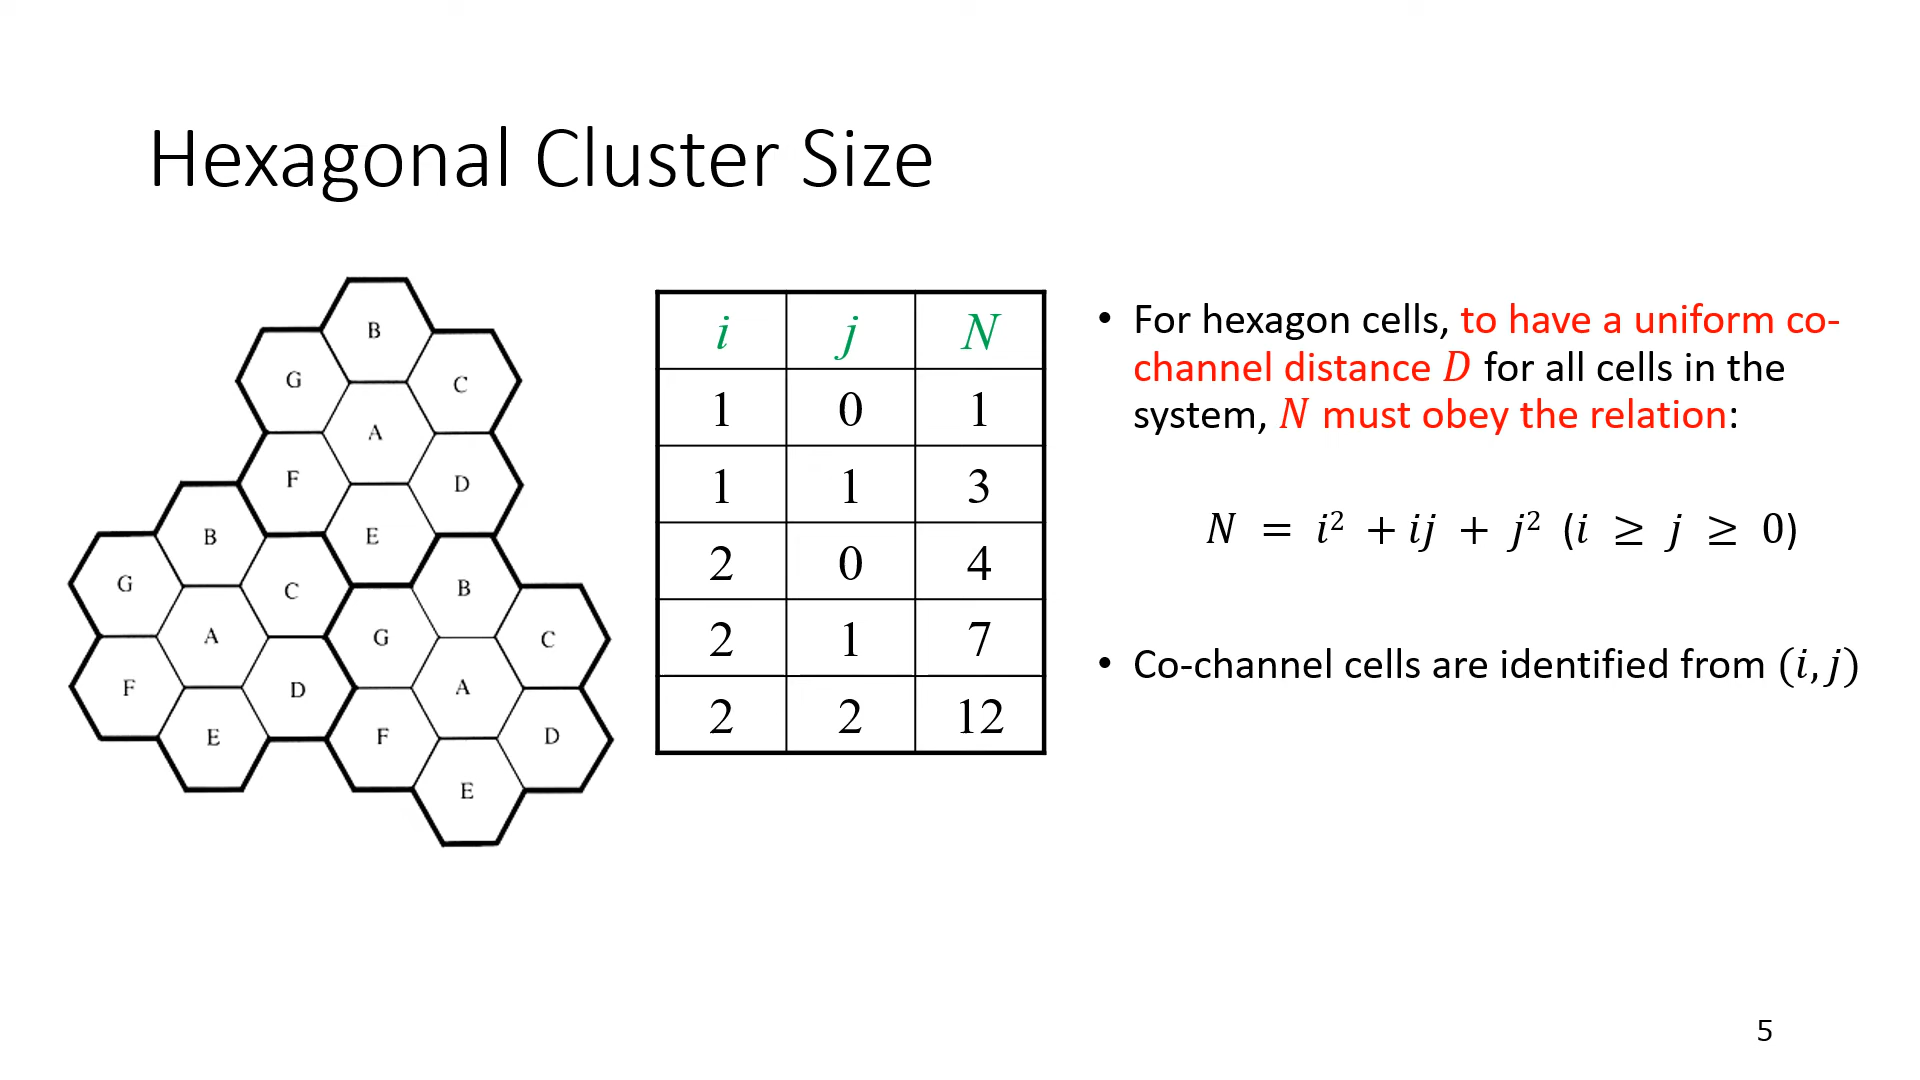 Hexagonal Cluster Size
B
G
C
A
F
D
B
E
G
C
B
A
G
C
F
D
A
E
F
D
E
i j N
1 0 1
1 1 3
2 0 4
2 1 7
2 2 12
• For hexagon cells, to have a uniform co-
channel distance D for all cells in the
system, N must obey the relation:
N = i² + ij + j² (i ≥ j ≥ 0)
• Co-channel cells are identified from (i, j)
5